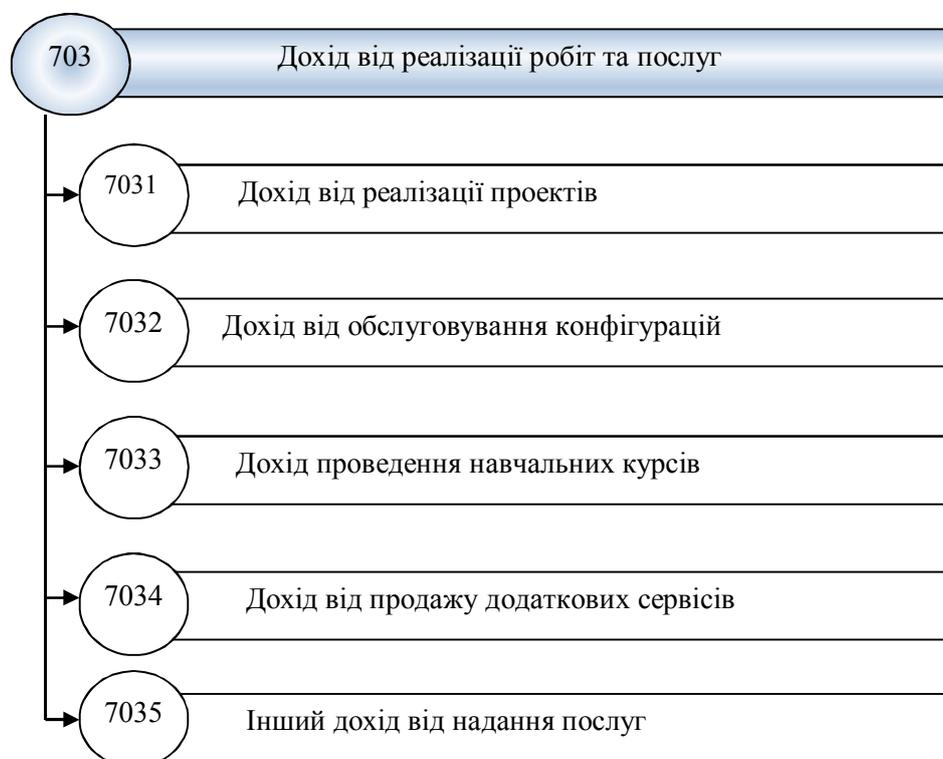 703 Дохід від реалізації робіт та послуг
7031 Дохід від реалізації проектів
7032 Дохід від обслуговування конфігурацій
7033 Дохід проведення навчальних курсів
7034 Дохід від продажу додаткових сервісів
7035 Інший дохід від надання послуг